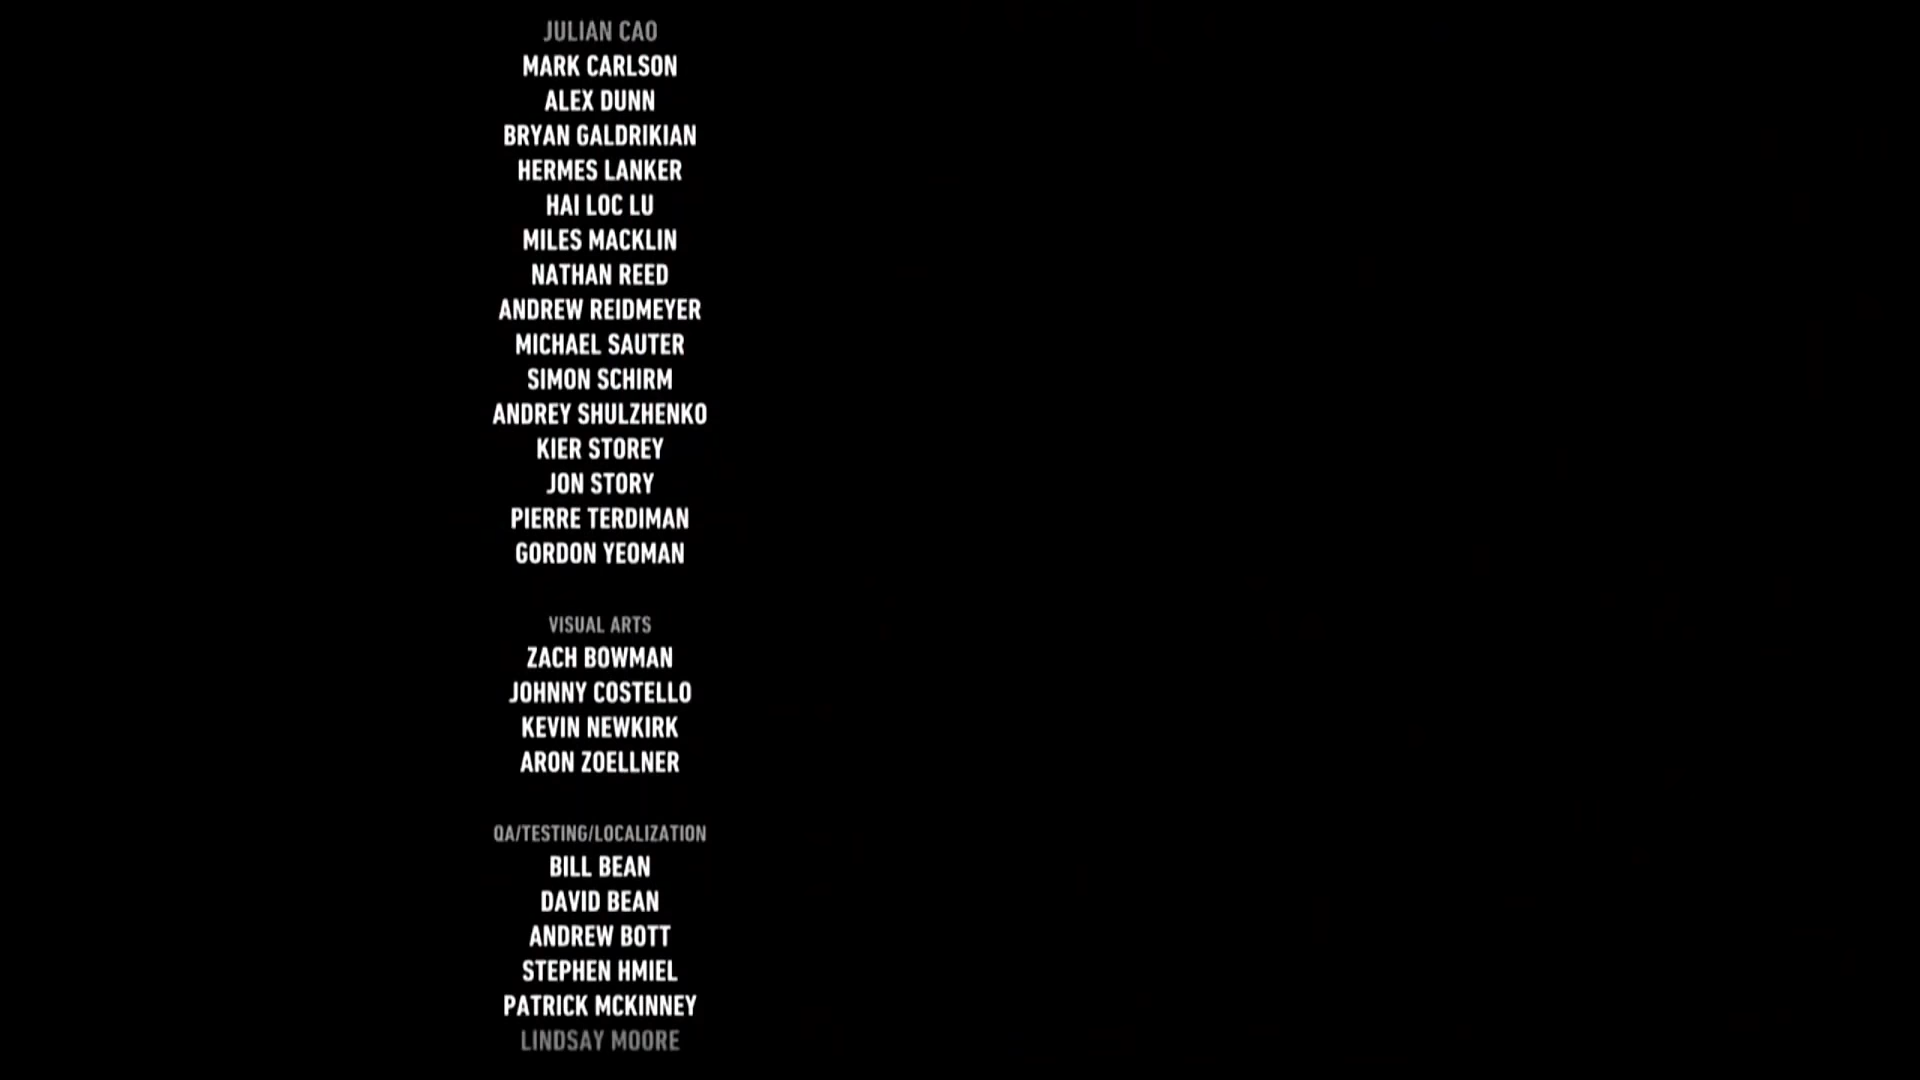 JULIAN CAO
MARK CARLSON
ALEX DUNN
BRYAN GALDRIKIAN
HERMES LANKER
HAI LOC LU
MILES MACKLIN
NATHAN REED
ANDREW REIDMEYER
MICHAEL SAUTER
SIMON SCHIRM
ANDREY SHULZHENKO
KIER STOREY
JON STORY
PIERRE TERDIMAN
GORDON YEOMAN
VISUAL ARTS
ZACH BOWMAN
JOHNNY COSTELLO
KEVIN NEWKIRK
ARON ZOELLNER
QA/TESTING/LOCALIZATION
BILL BEAN
DAVID BEAN
ANDREW BOTT
STEPHEN HMIEL
PATRICK MCKINNEY
LINDSAY MOORE